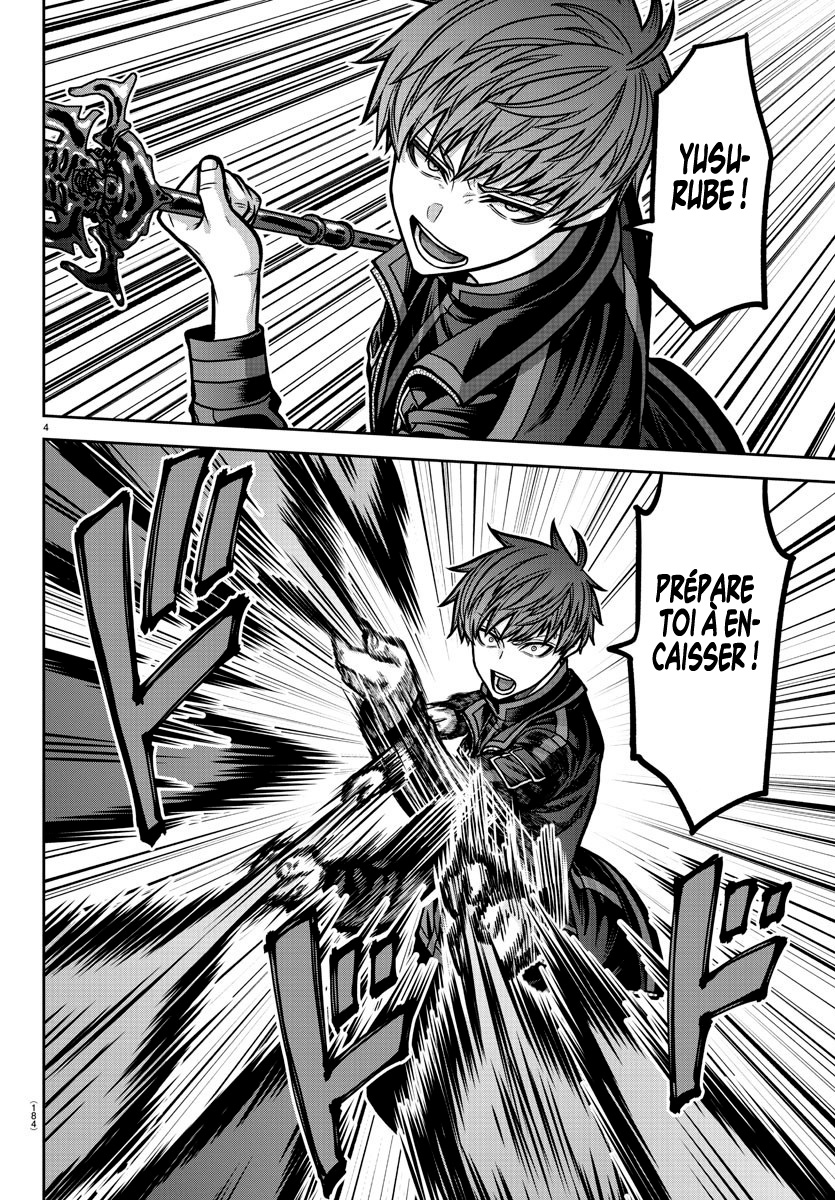 YUSU-
RUBE !
4
PRÉPARE
TOI À EN-
CAISSER !
ドドド
(184)